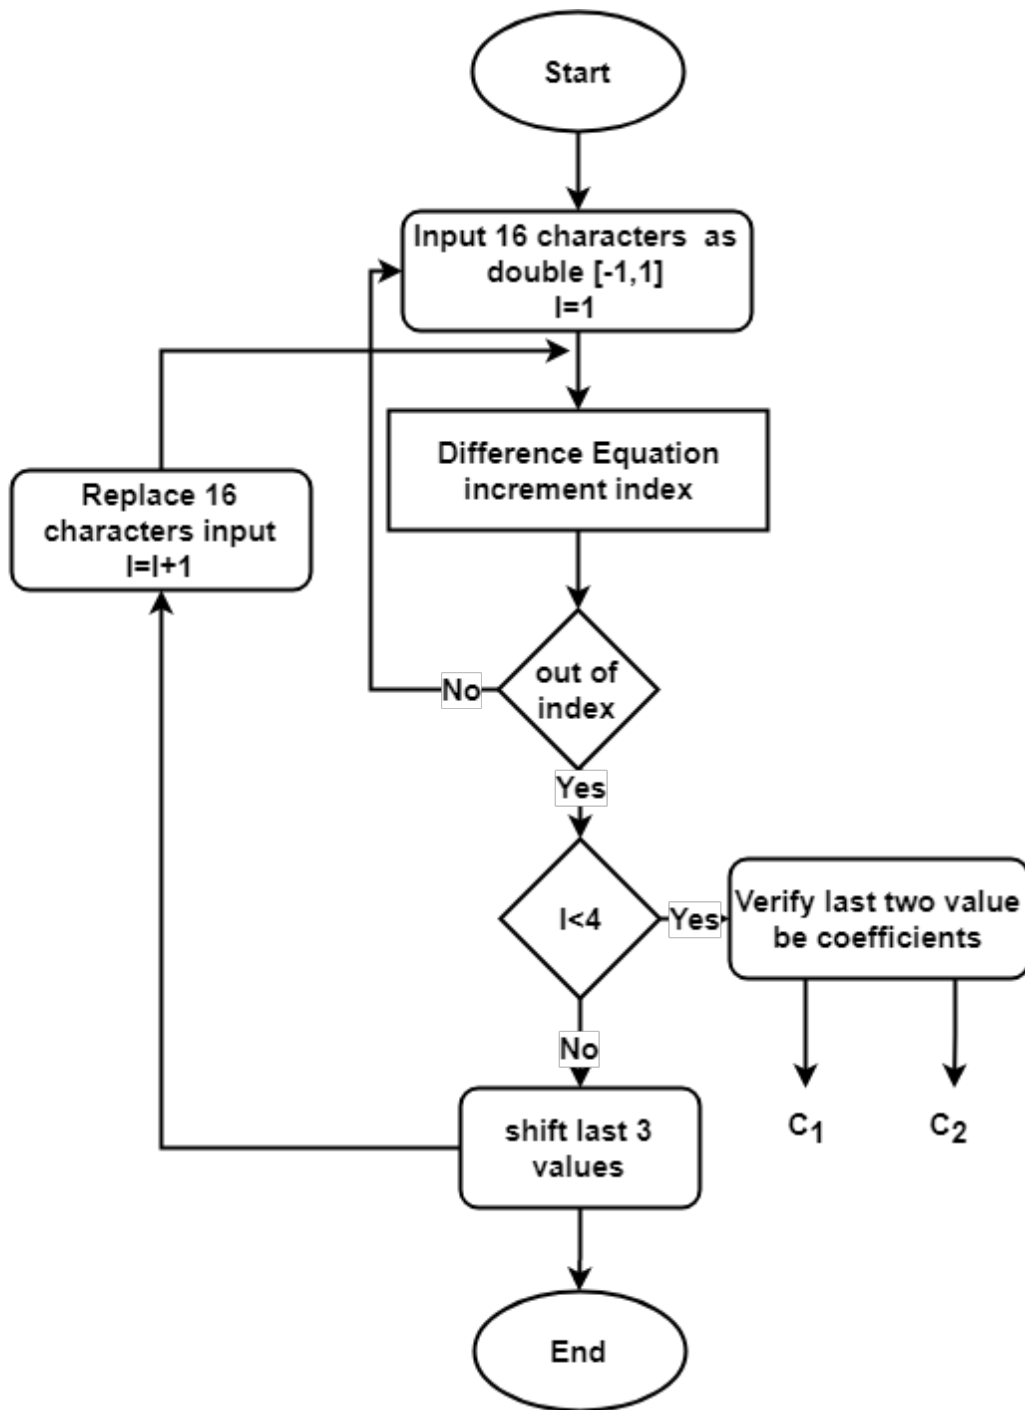 Start
Input 16 characters as
double [-1,1]
I=1
Difference Equation
increment index
Replace 16
characters input
I=I+1
out of
index
No
Yes
I<4
Yes
Verify last two value
be coefficients
No
C1
C2
shift last 3
values
End